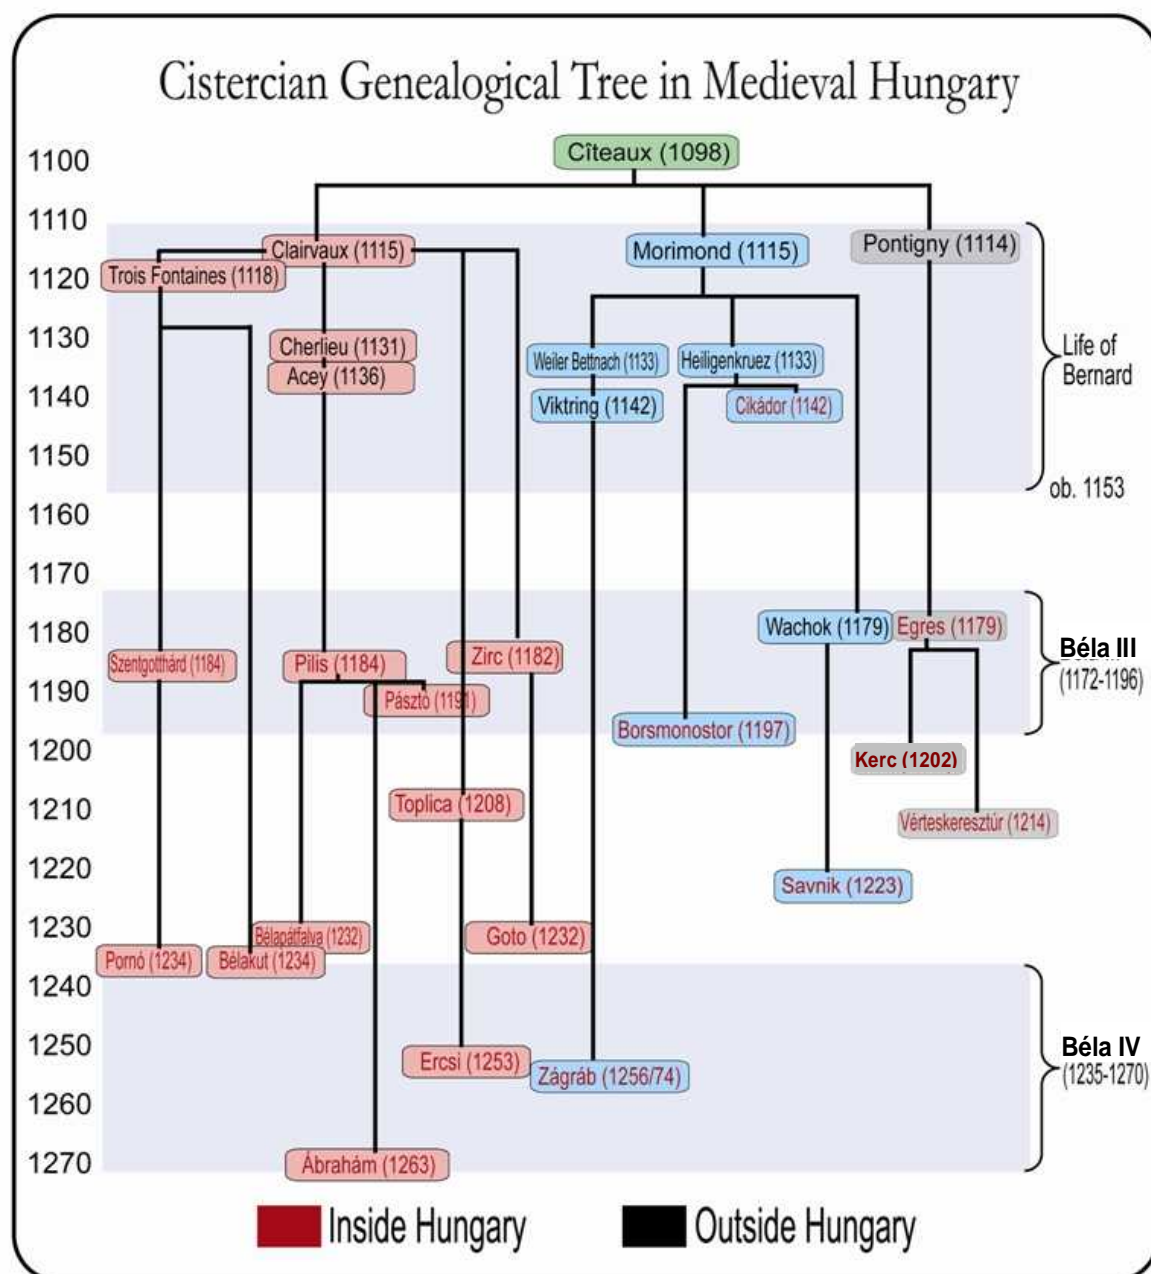 Cistercian Genealogical Tree in Medieval Hungary
1100
1110
1120
1130
1140
1150
1160
1170
1180
1190
1200
1210
1220
1230
1240
1250
1260
1270
Cîteaux (1098)
Clairvaux (1115)
Morimond (1115)
Pontigny (1114)
Trois Fontaines (1118)
Cherlieu (1131)
Acey (1136)
Weiler Bettnach (1133)
Heiligenkruez (1133)
Viktring (1142)
Cikádor (1142)
Life of
Bernard
ob. 1153
Wachok (1179)
Egres (1179)
Szentgotthárd (1184)
Pilis (1184)
Zirc (1182)
Pásztó (1191)
Borsmonostor (1197)
Béla III
(1172-1196)
Kerc (1202)
Toplica (1208)
Vérteskeresztúr (1214)
Savnik (1223)
Bélapátfalva (1232)
Goto (1232)
Pornó (1234)
Bélakut (1234)
Ercsi (1253)
Zágráb (1256/74)
Béla IV
(1235-1270)
Ábrahám (1263)
Inside Hungary
Outside Hungary